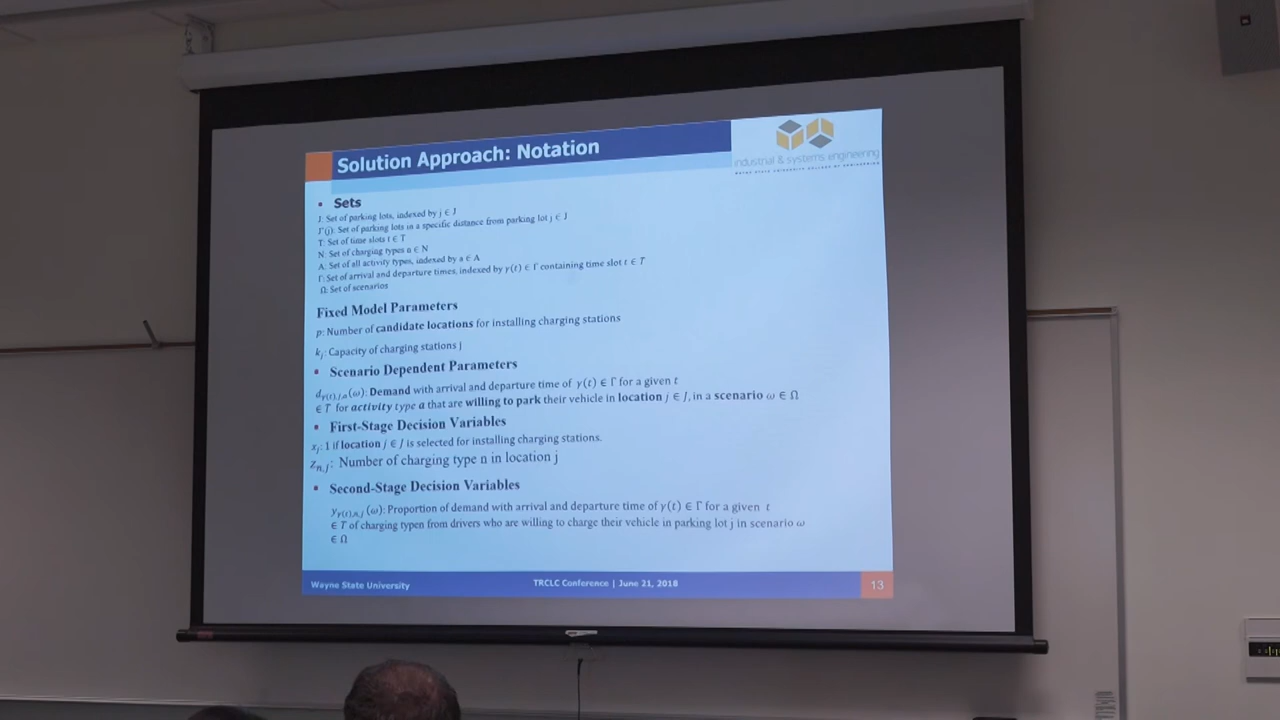 Solution Approach: Notation
industrial & systems engineering
WAYNE STATE UNIVERSITY COLLEGE OF ENGINEERING
▪ Sets
J: Set of parking lots, indexed by j ∈ J
J'(j): Set of parking lots in a specific distance from parking lot j ∈ J
T: Set of time slots t ∈ T
N: Set of charging types n ∈ N
A: Set of all activity types, indexed by a ∈ A
Γ: Set of arrival and departure times, indexed by γ(t) ∈ Γ containing time slot t ∈ T
Ω: Set of scenarios
Fixed Model Parameters
p: Number of candidate locations for installing charging stations
kj: Capacity of charging stations j
▪ Scenario Dependent Parameters
dγ(t),j,a(ω): Demand with arrival and departure time of γ(t) ∈ Γ for a given t
∈ T for activity type a that are willing to park their vehicle in location j ∈ J, in a scenario ω ∈ Ω
▪ First-Stage Decision Variables
xj: 1 if location j ∈ J is selected for installing charging stations.
zn,j: Number of charging type n in location j
▪ Second-Stage Decision Variables
yγ(t),n,j(ω): Proportion of demand with arrival and departure time of γ(t) ∈ Γ for a given t
∈ T of charging typen from drivers who are willing to charge their vehicle in parking lot j in scenario ω
∈ Ω
Wayne State University
TRCLC Conference | June 21, 2018
13